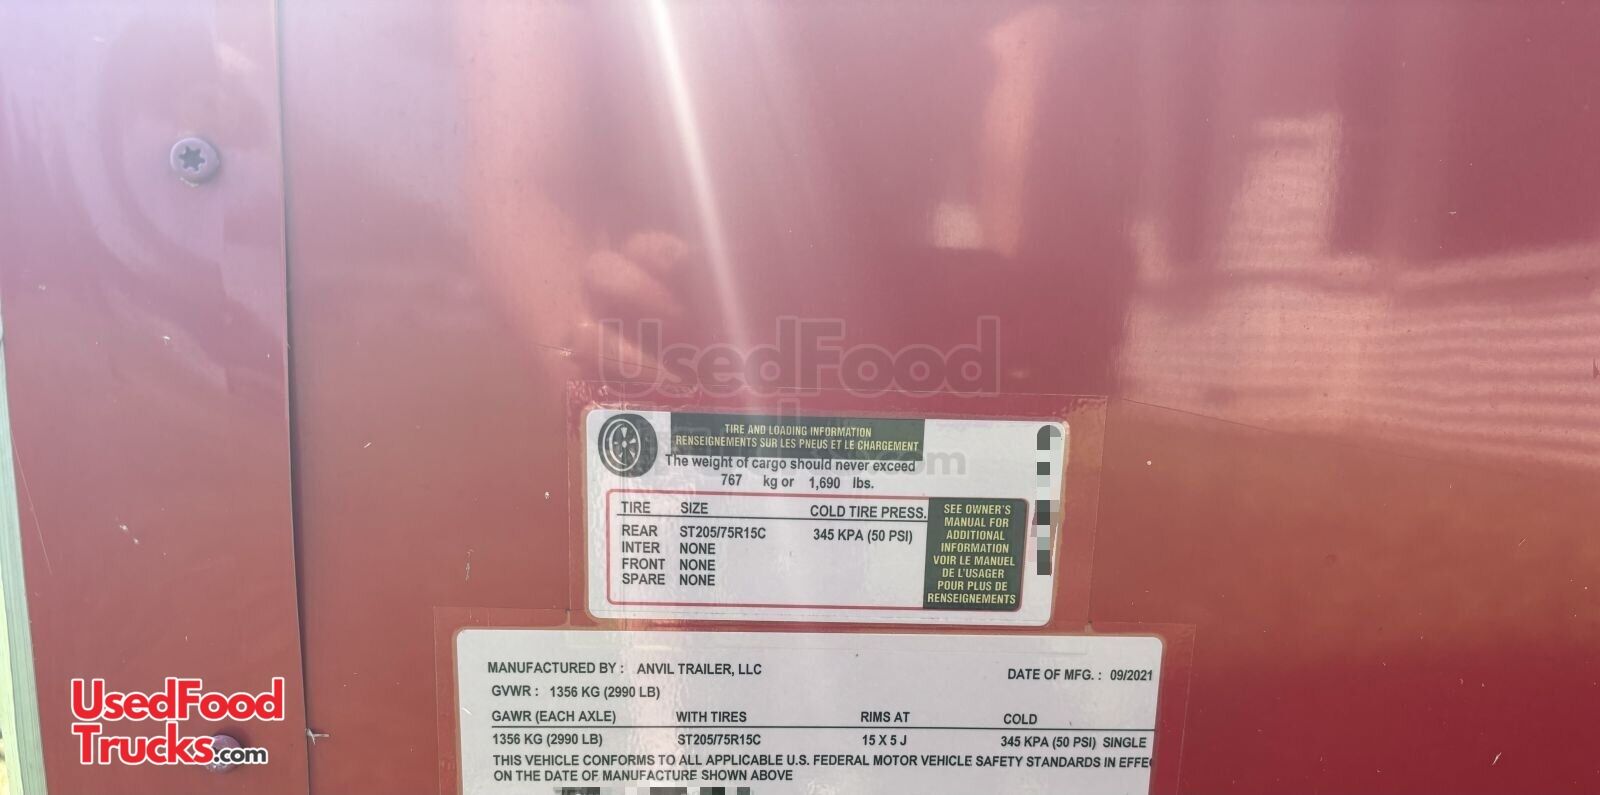 UsedFood
TIRE AND LOADING INFORMATION
RENSEIGNEMENTS SUR LES PNEUS ET LE CHARGEMENT
The weight of cargo should never exceed
767 kg or 1,690 lbs.
TIRE SIZE COLD TIRE PRESS.
REAR ST205/75R15C 345 KPA (50 PSI)
INTER NONE
FRONT NONE
SPARE NONE
SEE OWNER'S
MANUAL FOR
ADDITIONAL
INFORMATION
VOIR LE MANUEL
DE L'USAGER
POUR PLUS DE
RENSEIGNEMENTS
MANUFACTURED BY : ANVIL TRAILER, LLC DATE OF MFG. : 09/2021
GVWR : 1356 KG (2990 LB)
GAWR (EACH AXLE) WITH TIRES RIMS AT COLD
1356 KG (2990 LB) ST205/75R15C 15 X 5 J 345 KPA (50 PSI) SINGLE
THIS VEHICLE CONFORMS TO ALL APPLICABLE U.S. FEDERAL MOTOR VEHICLE SAFETY STANDARDS IN EFFE
ON THE DATE OF MANUFACTURE SHOWN ABOVE
UsedFood
Trucks.com